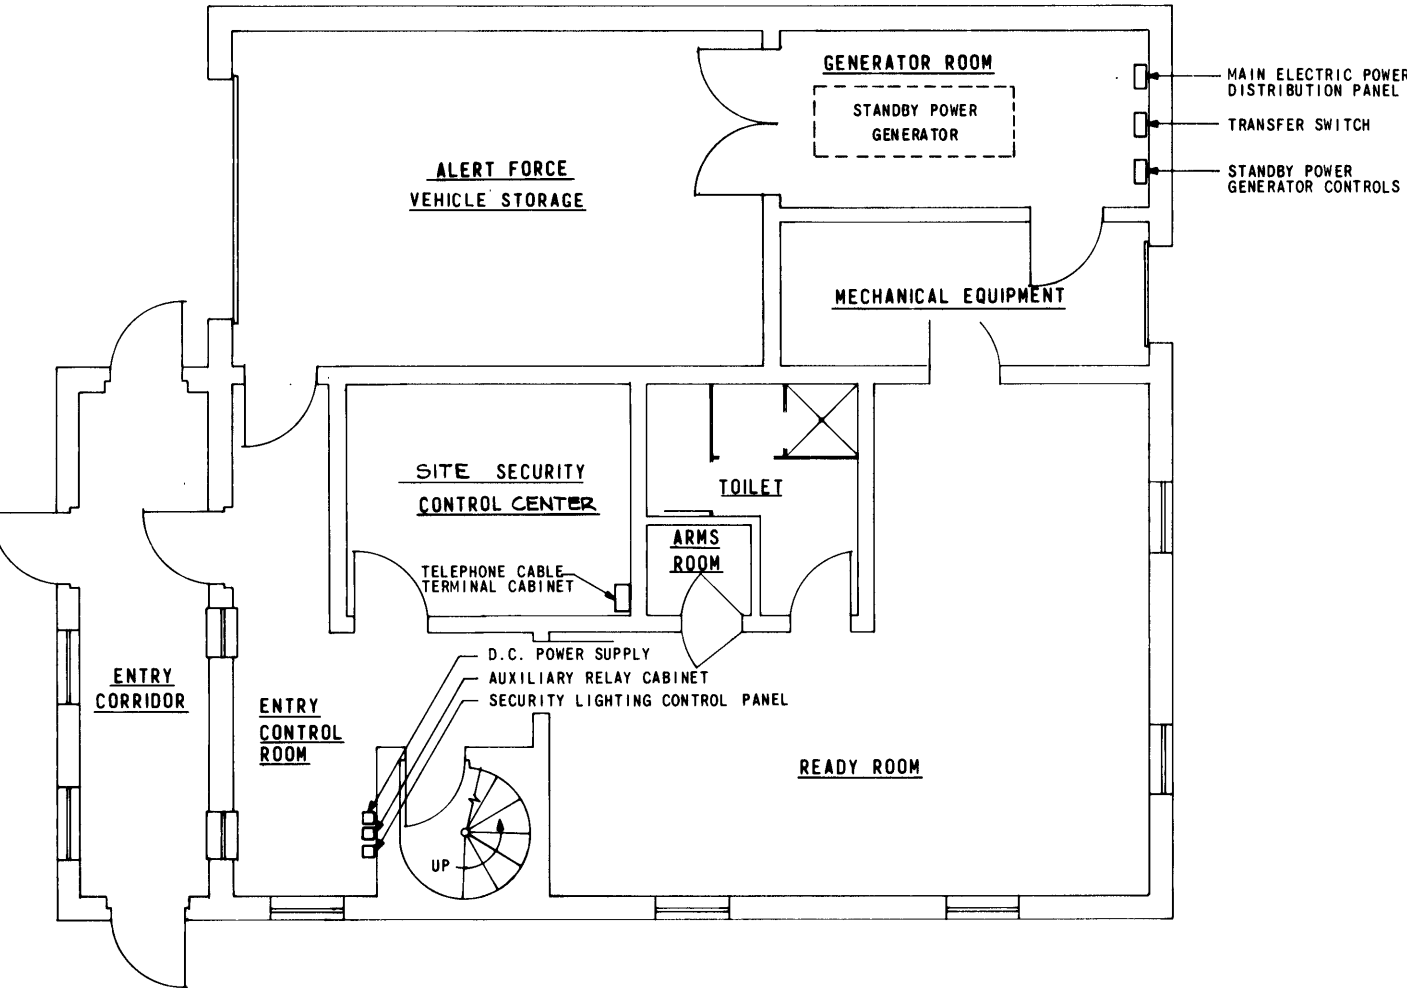 GENERATOR ROOM
STANDBY POWER
GENERATOR
MAIN ELECTRIC POWER
DISTRIBUTION PANEL
TRANSFER SWITCH
STANDBY POWER
GENERATOR CONTROLS
ALERT FORCE
VEHICLE STORAGE
MECHANICAL EQUIPMENT
SITE SECURITY
CONTROL CENTER
TOILET
ARMS
ROOM
TELEPHONE CABLE
TERMINAL CABINET
D.C. POWER SUPPLY
AUXILIARY RELAY CABINET
SECURITY LIGHTING CONTROL PANEL
ENTRY
CORRIDOR
ENTRY
CONTROL
ROOM
READY ROOM
UP